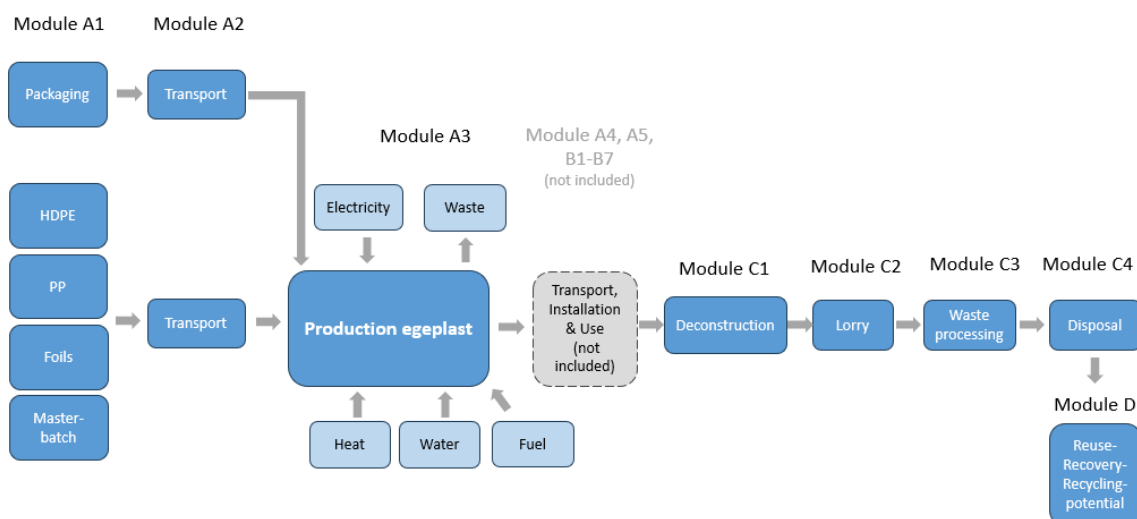 Module A1
Module A2
Packaging
Transport
Module A3
Module A4, A5,
B1-B7
(not included)
HDPE
Electricity
Waste
PP
Module C1
Module C2
Module C3
Module C4
Transport
Production egeplast
Transport,
Installation
& Use
(not
included)
Deconstruction
Lorry
Waste
processing
Disposal
Foils
Master-
batch
Heat
Water
Fuel
Module D
Reuse-
Recovery-
Recycling-
potential